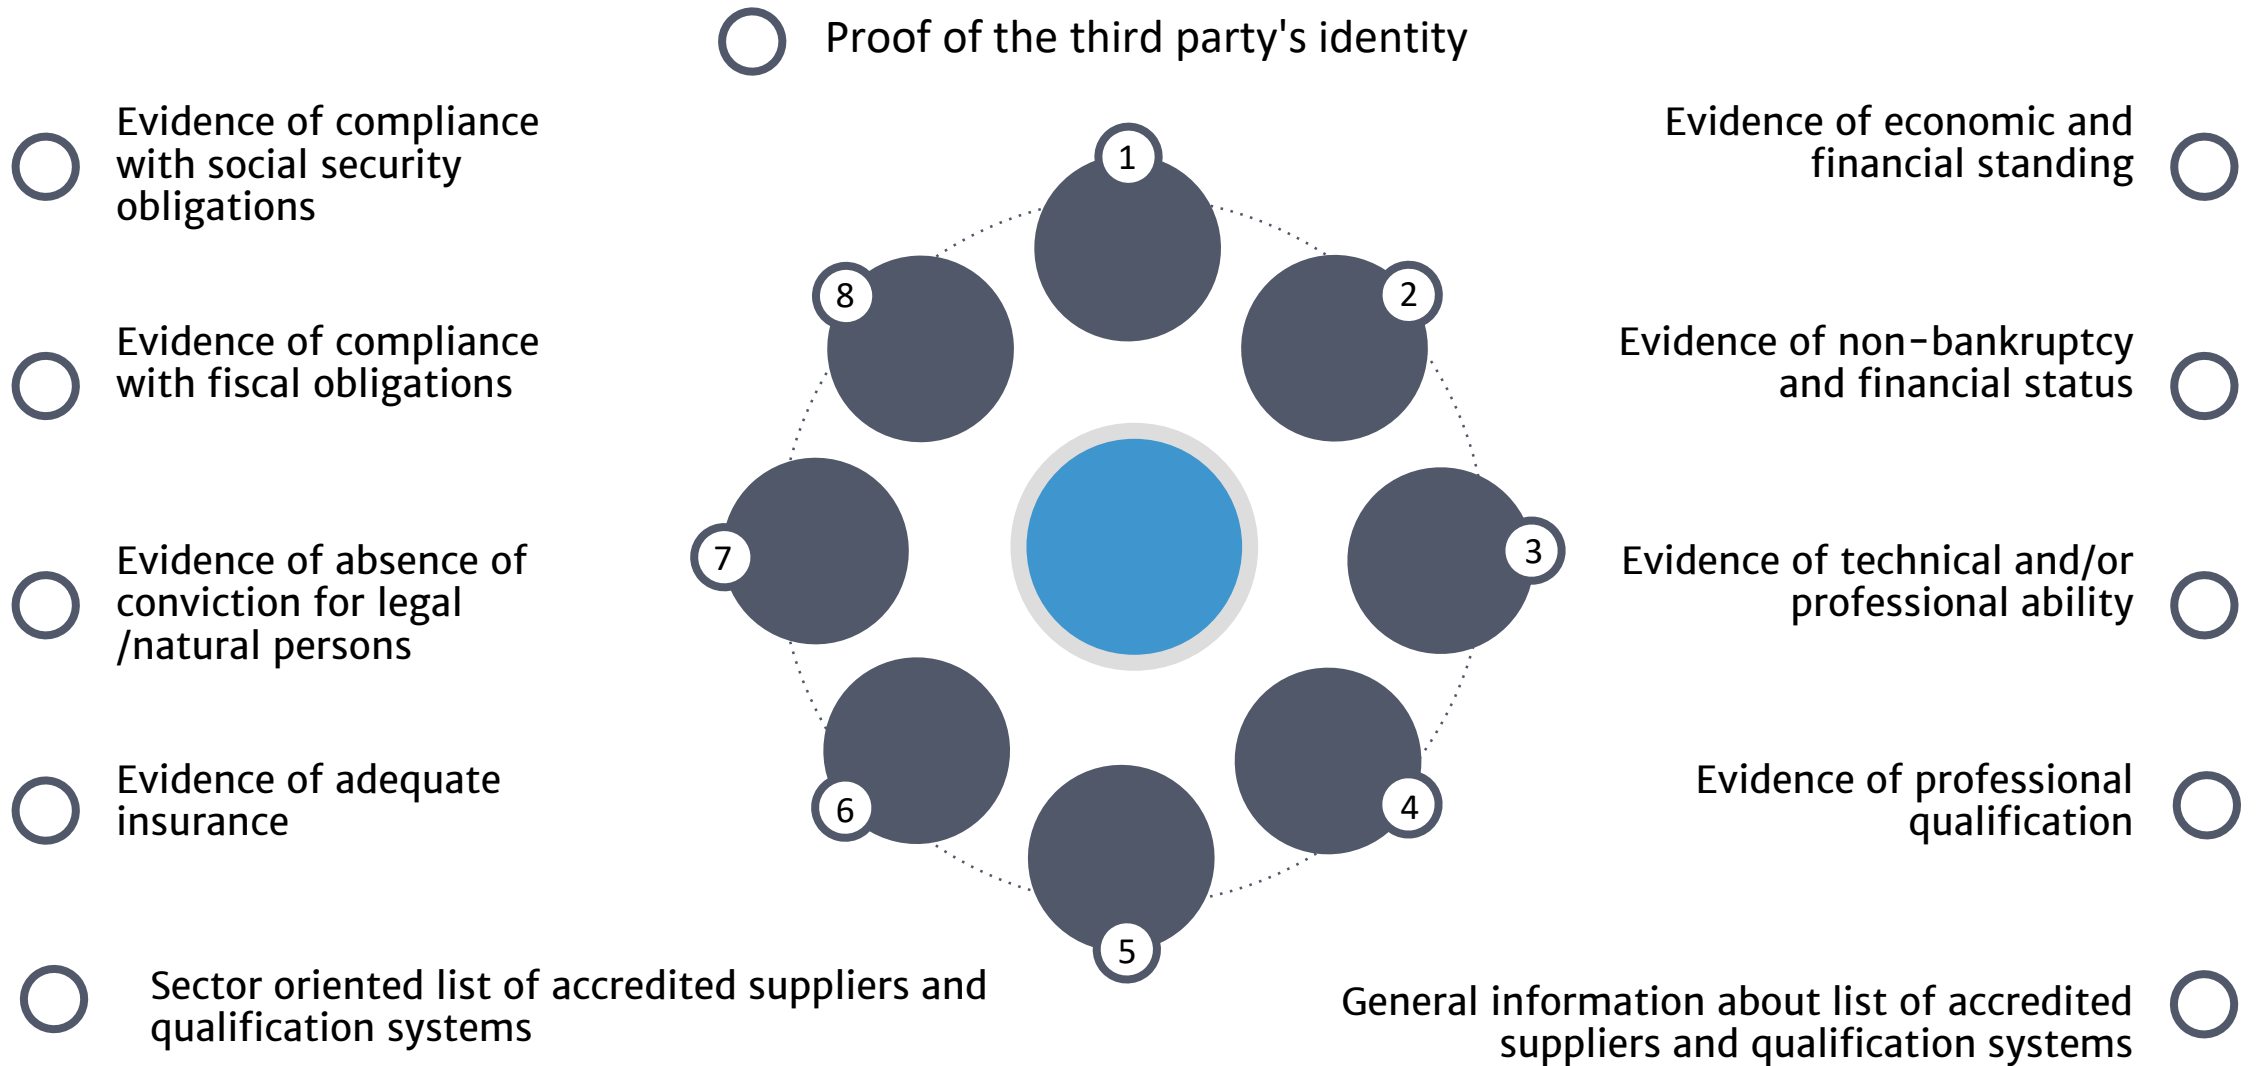 Proof of the third party's identity
Evidence of compliance
with social security
obligations
Evidence of compliance
with fiscal obligations
Evidence of absence of
conviction for legal
/natural persons
Evidence of adequate
insurance
Sector oriented list of accredited suppliers and
qualification systems
1
2
3
4
5
6
7
8
Evidence of economic and
financial standing
Evidence of non-bankruptcy
and financial status
Evidence of technical and/or
professional ability
Evidence of professional
qualification
General information about list of accredited
suppliers and qualification systems